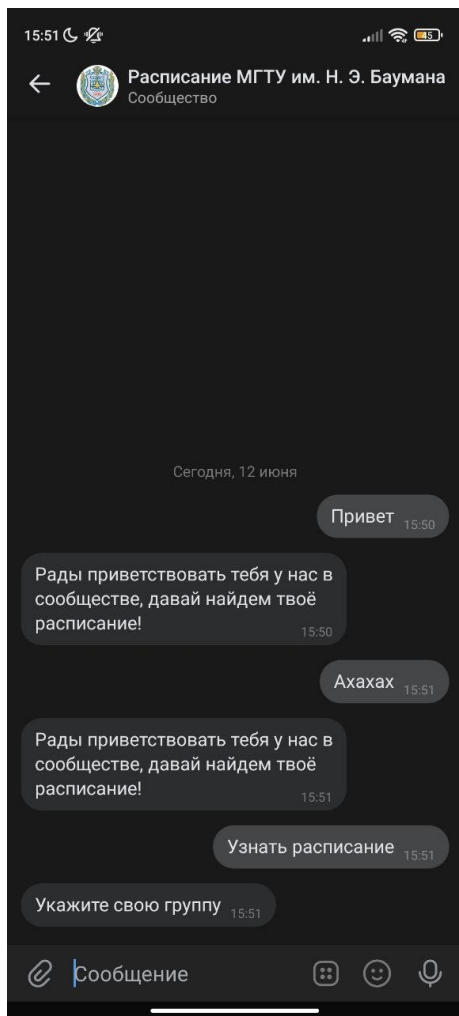 15:51
45
Расписание МГТУ им. Н. Э. Баумана
Сообщество
Сегодня, 12 июня
Привет 15:50
Рады приветствовать тебя у нас в
сообществе, давай найдем твоё
расписание! 15:50
Ахахах 15:51
Рады приветствовать тебя у нас в
сообществе, давай найдем твоё
расписание! 15:51
Узнать расписание 15:51
Укажите свою группу 15:51
Сообщение